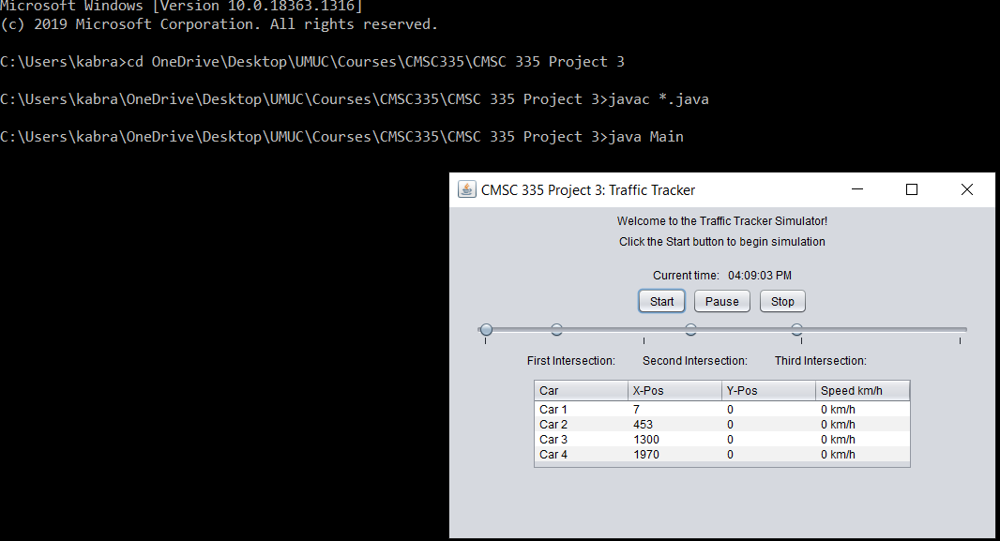 Microsoft Windows [Version 10.0.18363.1316]
(c) 2019 Microsoft Corporation. All rights reserved.
C:\Users\kabra>cd OneDrive\Desktop\UMUC\Courses\CMSC335\CMSC 335 Project 3
C:\Users\kabra\OneDrive\Desktop\UMUC\Courses\CMSC335\CMSC 335 Project 3>javac *.java
C:\Users\kabra\OneDrive\Desktop\UMUC\Courses\CMSC335\CMSC 335 Project 3>java Main
CMSC 335 Project 3: Traffic Tracker
Welcome to the Traffic Tracker Simulator!
Click the Start button to begin simulation
Current time: 04:09:03 PM
Start Pause Stop
First Intersection: Second Intersection: Third Intersection:
Car X-Pos Y-Pos Speed km/h
Car 1 7 0 0 km/h
Car 2 453 0 0 km/h
Car 3 1300 0 0 km/h
Car 4 1970 0 0 km/h